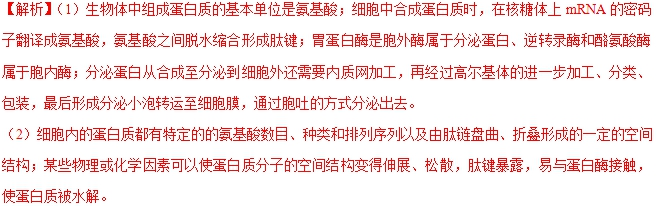 【解析】（1）生物体中组成蛋白质的基本单位是氨基酸；细胞中合成蛋白质时，在核糖体上 mRNA 的密码
子翻译成氨基酸，氨基酸之间脱水缩合形成肽键；胃蛋白酶是胞外酶属于分泌蛋白、逆转录酶和酪氨酸酶
属于胞内酶；分泌蛋白从合成至分泌到细胞外还需要内质网加工，再经过高尔基体的进一步加工、分类、
包装，最后形成分泌小泡转运至细胞膜，通过胞吐的方式分泌出去。
（2）细胞内的蛋白质都有特定的的氨基酸数目、种类和排列序列以及由肽链盘曲、折叠形成的一定的空间
结构；某些物理或化学因素可以使蛋白质分子的空间结构变得伸展、松散，肽键暴露，易与蛋白酶接触，
使蛋白质被水解。